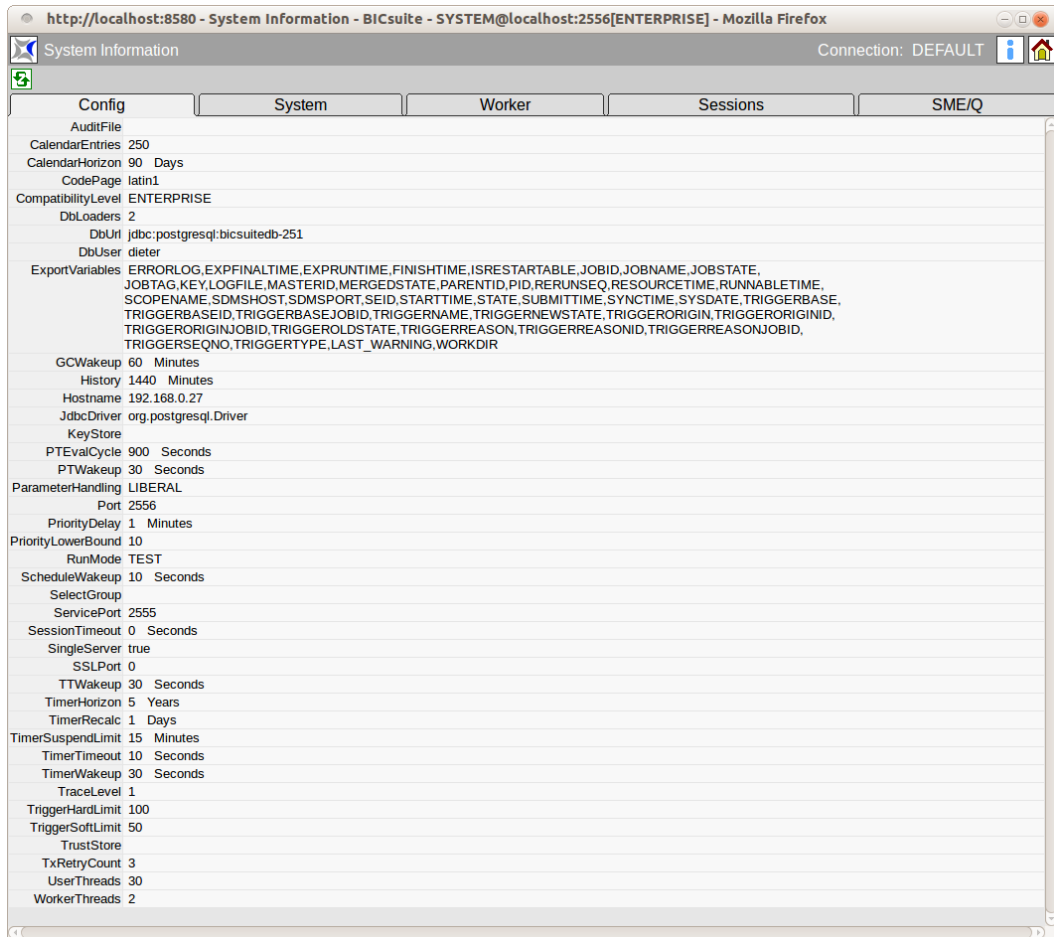 http://localhost:8580 - System Information - BICsuite - SYSTEM@localhost:2556[ENTERPRISE] - Mozilla Firefox
System Information Connection: DEFAULT
Config System Worker Sessions SME/Q
AuditFile
CalendarEntries 250
CalendarHorizon 90 Days
CodePage latin1
CompatibilityLevel ENTERPRISE
DbLoaders 2
DbUrl jdbc:postgresql:bicsuitedb-251
DbUser dieter
ExportVariables ERRORLOG,EXPFINALTIME,EXPRUNTIME,FINISHTIME,ISRESTARTABLE,JOBID,JOBNAME,JOBSTATE,
JOBTAG,KEY,LOGFILE,MASTERID,MERGEDSTATE,PARENTID,PID,RERUNSEQ,RESOURCETIME,RUNNABLETIME,
SCOPENAME,SDMSHOST,SDMSPORT,SEID,STARTTIME,STATE,SUBMITTIME,SYNCTIME,SYSDATE,TRIGGERBASE,
TRIGGERBASEID,TRIGGERBASEJOBID,TRIGGERNAME,TRIGGERNEWSTATE,TRIGGERORIGIN,TRIGGERORIGINID,
TRIGGERORIGINJOBID,TRIGGEROLDSTATE,TRIGGERREASON,TRIGGERREASONID,TRIGGERREASONJOBID,
TRIGGERSEQNO,TRIGGERTYPE,LAST_WARNING,WORKDIR
GCWakeup 60 Minutes
History 1440 Minutes
Hostname 192.168.0.27
JdbcDriver org.postgresql.Driver
KeyStore
PTEvalCycle 900 Seconds
PTWakeup 30 Seconds
ParameterHandling LIBERAL
Port 2556
PriorityDelay 1 Minutes
PriorityLowerBound 10
RunMode TEST
ScheduleWakeup 10 Seconds
SelectGroup
ServicePort 2555
SessionTimeout 0 Seconds
SingleServer true
SSLPort 0
TTWakeup 30 Seconds
TimerHorizon 5 Years
TimerRecalc 1 Days
TimerSuspendLimit 15 Minutes
TimerTimeout 10 Seconds
TimerWakeup 30 Seconds
TraceLevel 1
TriggerHardLimit 100
TriggerSoftLimit 50
TrustStore
TxRetryCount 3
UserThreads 30
WorkerThreads 2